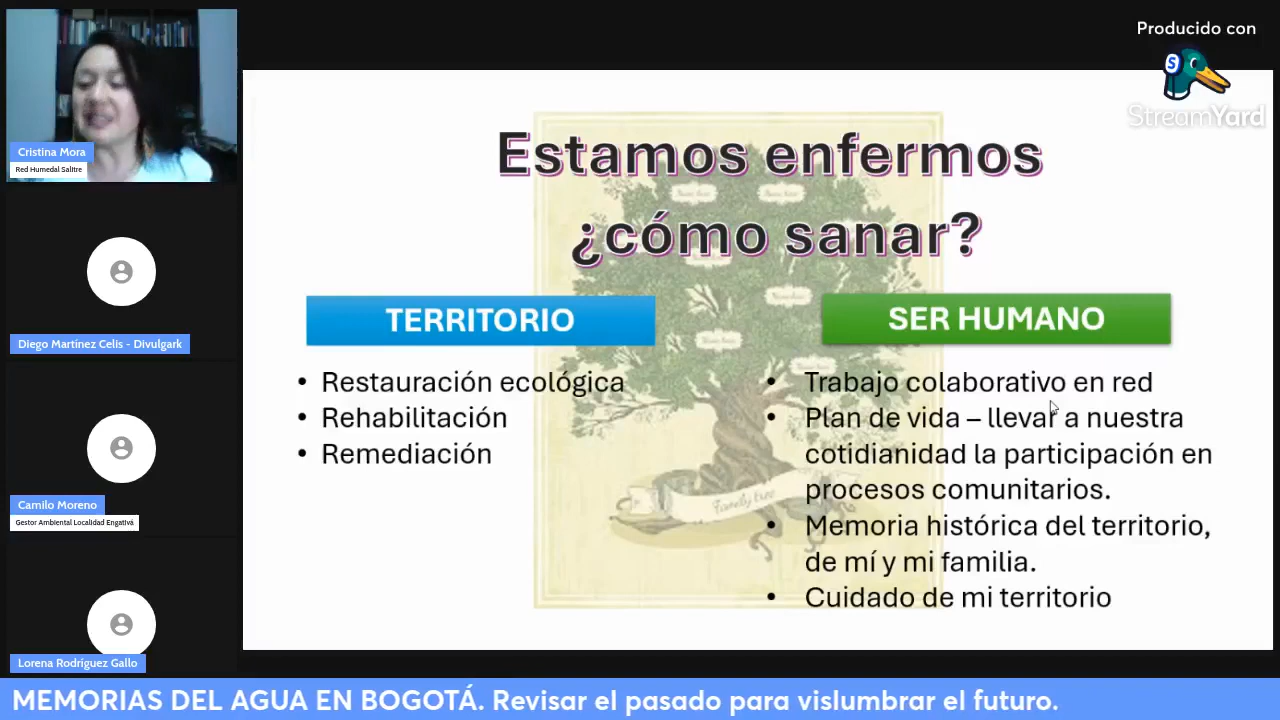 Producido con
StreamYard
Cristina Mora
Red Humedal Salitre
Diego Martínez Celis - Divulgark
Camilo Moreno
Gestor Ambiental Localidad Engativá
Lorena Rodríguez Gallo
Estamos enfermos
¿cómo sanar?
TERRITORIO
• Restauración ecológica
• Rehabilitación
• Remediación
SER HUMANO
• Trabajo colaborativo en red
• Plan de vida – llevar a nuestra
cotidianidad la participación en
procesos comunitarios.
• Memoria histórica del territorio,
de mí y mi familia.
• Cuidado de mi territorio
Family tree
MEMORIAS DEL AGUA EN BOGOTÁ. Revisar el pasado para vislumbrar el futuro.